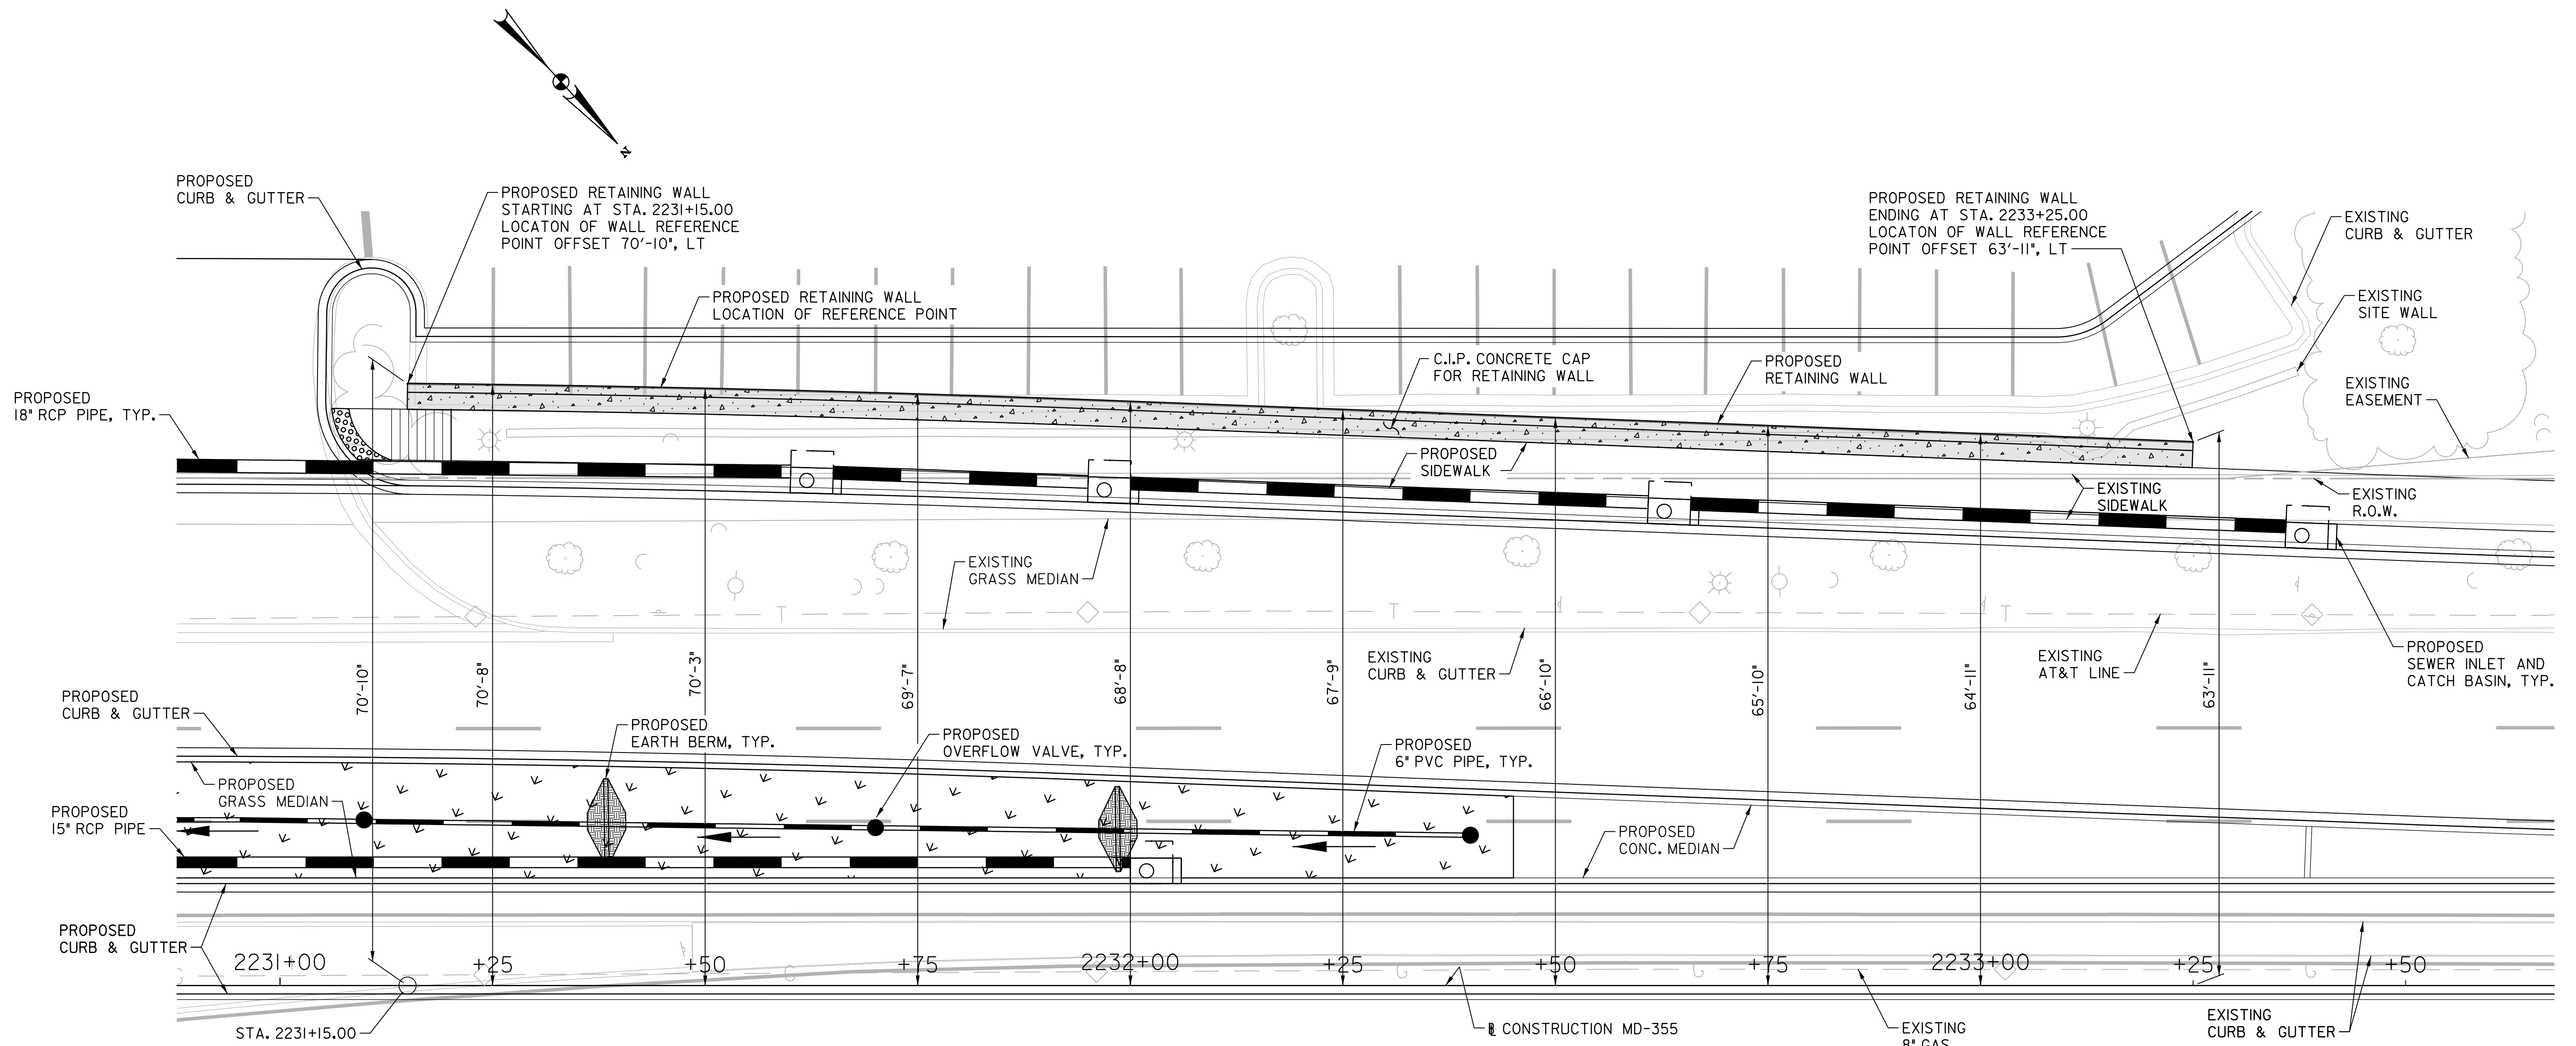 N
PROPOSED
CURB & GUTTER
PROPOSED RETAINING WALL
STARTING AT STA. 2231+15.00
LOCATON OF WALL REFERENCE
POINT OFFSET 70'-10", LT
PROPOSED RETAINING WALL
ENDING AT STA. 2233+25.00
LOCATON OF WALL REFERENCE
POINT OFFSET 63'-11", LT
EXISTING
CURB & GUTTER
PROPOSED RETAINING WALL
LOCATION OF REFERENCE POINT
EXISTING
SITE WALL
C.I.P. CONCRETE CAP
FOR RETAINING WALL
PROPOSED
RETAINING WALL
EXISTING
EASEMENT
PROPOSED
18" RCP PIPE, TYP.
PROPOSED
SIDEWALK
EXISTING
SIDEWALK
EXISTING
R.O.W.
EXISTING
GRASS MEDIAN
EXISTING
CURB & GUTTER
EXISTING
AT&T LINE
PROPOSED
SEWER INLET AND
CATCH BASIN, TYP.
70'-10"
70'-8"
70'-3"
69'-7"
68'-8"
67'-9"
66'-10"
65'-10"
64'-11"
63'-11"
PROPOSED
CURB & GUTTER
PROPOSED
EARTH BERM, TYP.
PROPOSED
OVERFLOW VALVE, TYP.
PROPOSED
6" PVC PIPE, TYP.
PROPOSED
GRASS MEDIAN
PROPOSED
15" RCP PIPE
PROPOSED
CONC. MEDIAN
PROPOSED
CURB & GUTTER
2231+00
+25
+50
+75
2232+00
+25
+50
+75
2233+00
+25
+50
STA. 2231+15.00
CONSTRUCTION MD-355
EXISTING
8" GAS
EXISTING
CURB & GUTTER